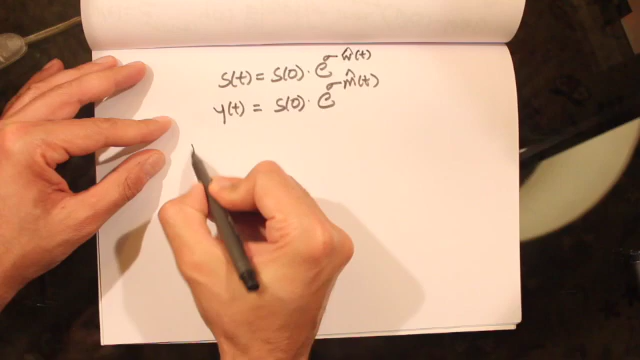 S(t) = S(0) · e^{σ Ŵ(t)}
Y(t) = S(0) · e^{σ M̂(t)}